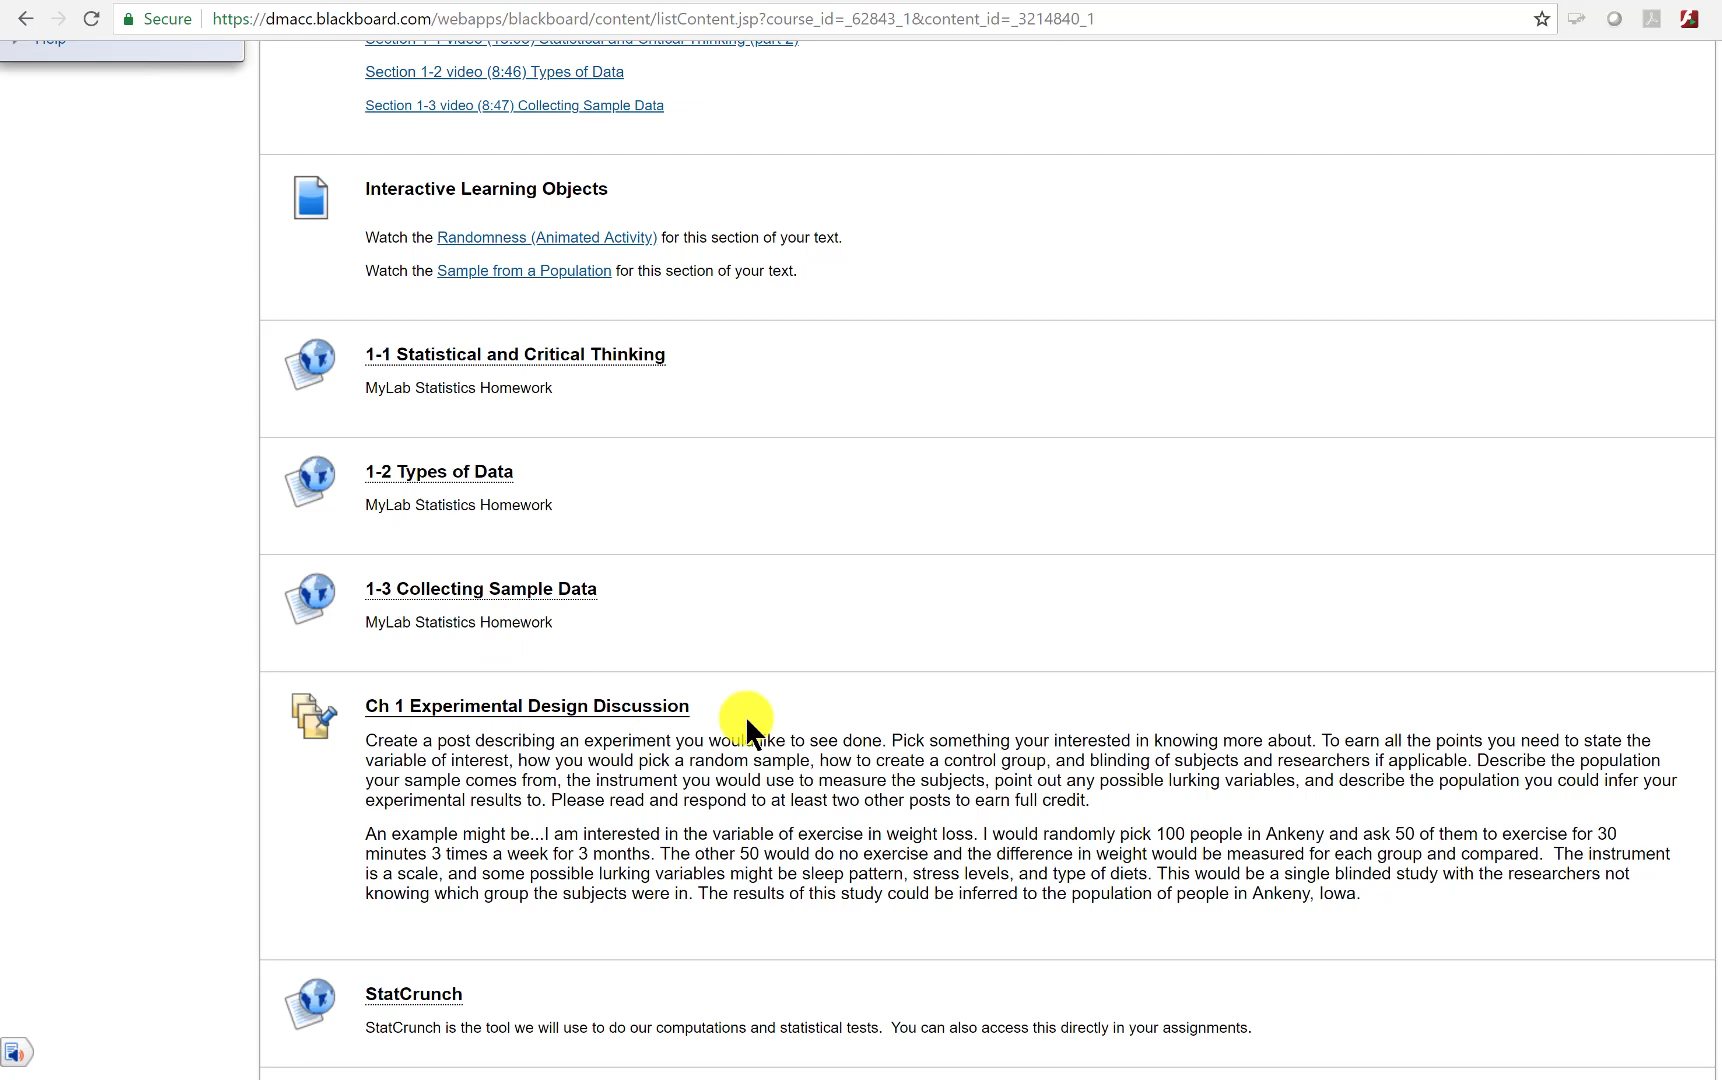 Secure https://dmacc.blackboard.com/webapps/blackboard/content/listContent.jsp?course_id=_62843_1&content_id=_3214840_1
Help
Section 1-1 video (10:58) Statistical and Critical Thinking (part 2)
Section 1-2 video (8:46) Types of Data
Section 1-3 video (8:47) Collecting Sample Data
Interactive Learning Objects
Watch the Randomness (Animated Activity) for this section of your text.
Watch the Sample from a Population for this section of your text.
1-1 Statistical and Critical Thinking
MyLab Statistics Homework
1-2 Types of Data
MyLab Statistics Homework
1-3 Collecting Sample Data
MyLab Statistics Homework
Ch 1 Experimental Design Discussion
Create a post describing an experiment you would like to see done. Pick something your interested in knowing more about. To earn all the points you need to state the
variable of interest, how you would pick a random sample, how to create a control group, and blinding of subjects and researchers if applicable. Describe the population
your sample comes from, the instrument you would use to measure the subjects, point out any possible lurking variables, and describe the population you could infer your
experimental results to. Please read and respond to at least two other posts to earn full credit.
An example might be...I am interested in the variable of exercise in weight loss. I would randomly pick 100 people in Ankeny and ask 50 of them to exercise for 30
minutes 3 times a week for 3 months. The other 50 would do no exercise and the difference in weight would be measured for each group and compared.  The instrument
is a scale, and some possible lurking variables might be sleep pattern, stress levels, and type of diets. This would be a single blinded study with the researchers not
knowing which group the subjects were in. The results of this study could be inferred to the population of people in Ankeny, Iowa.
StatCrunch
StatCrunch is the tool we will use to do our computations and statistical tests.  You can also access this directly in your assignments.